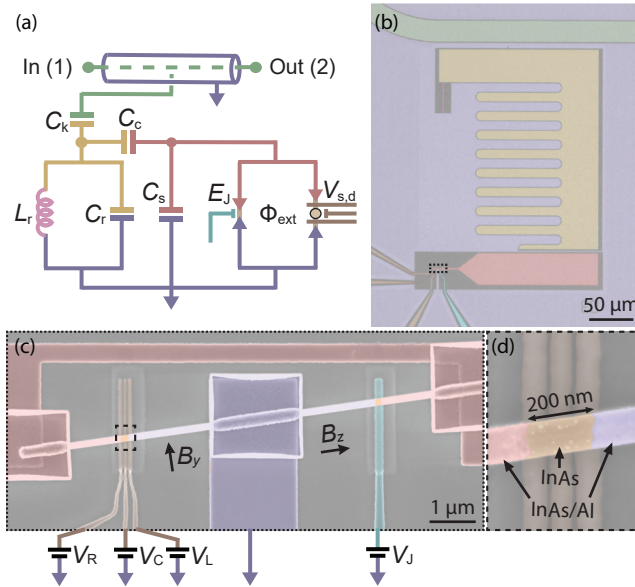 (a)
In (1)
Out (2)
C_k
C_c
L_r
C_r
C_s
E_J
Φ_ext
V_s,d
(b)
50 μm
(c)
B_y
B_z
1 μm
V_R
V_C
V_L
V_J
(d)
200 nm
InAs
InAs/Al